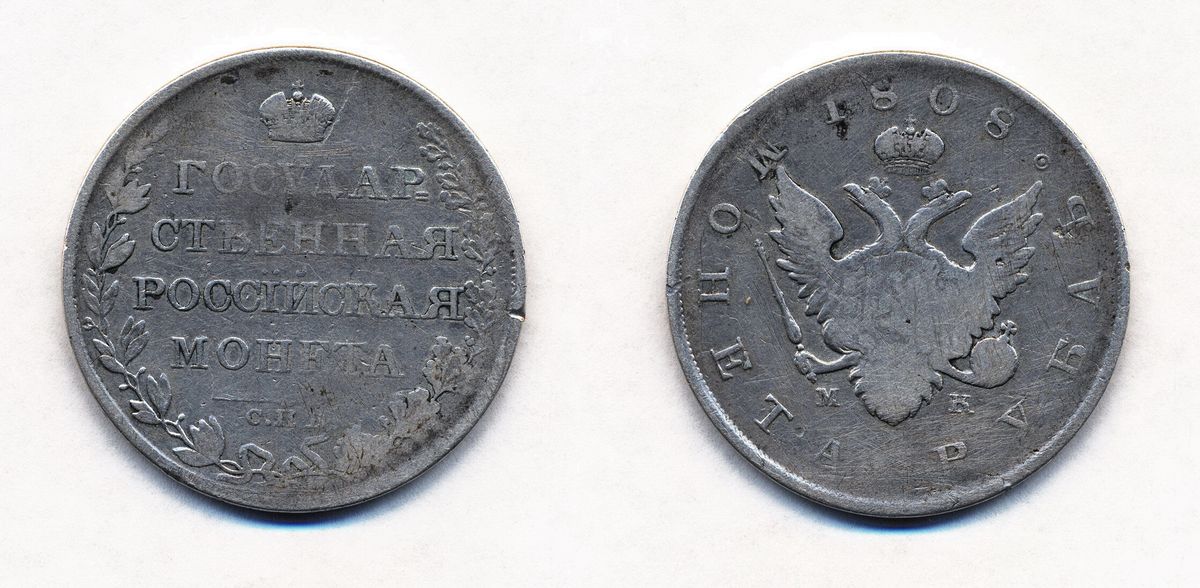 ГОСУДАР
СТВЕННАЯ
РОССІЙСКАЯ
МОНЕТА
С.П.Б
МОНЕТА. РУБЛЬ. 1808.
М К